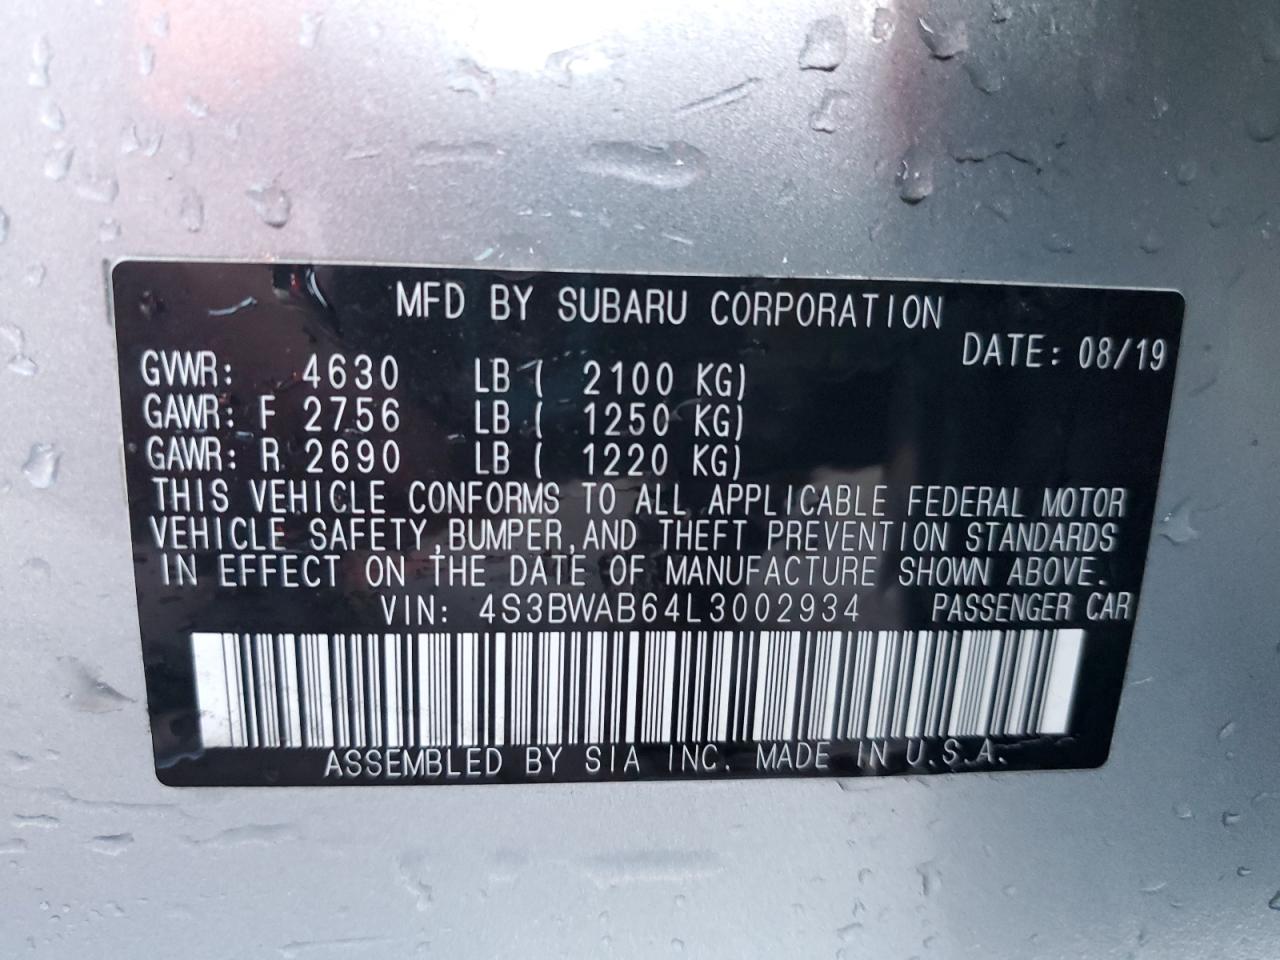 MFD BY SUBARU CORPORATION
DATE: 08/19
GVWR: 4630 LB ( 2100 KG)
GAWR: F 2756 LB ( 1250 KG)
GAWR: R 2690 LB ( 1220 KG)
THIS VEHICLE CONFORMS TO ALL APPLICABLE FEDERAL MOTOR
VEHICLE SAFETY,BUMPER,AND THEFT PREVENTION STANDARDS
IN EFFECT ON THE DATE OF MANUFACTURE SHOWN ABOVE.
VIN: 4S3BWAB64L3002934 PASSENGER CAR
ASSEMBLED BY SIA INC. MADE IN U.S.A.